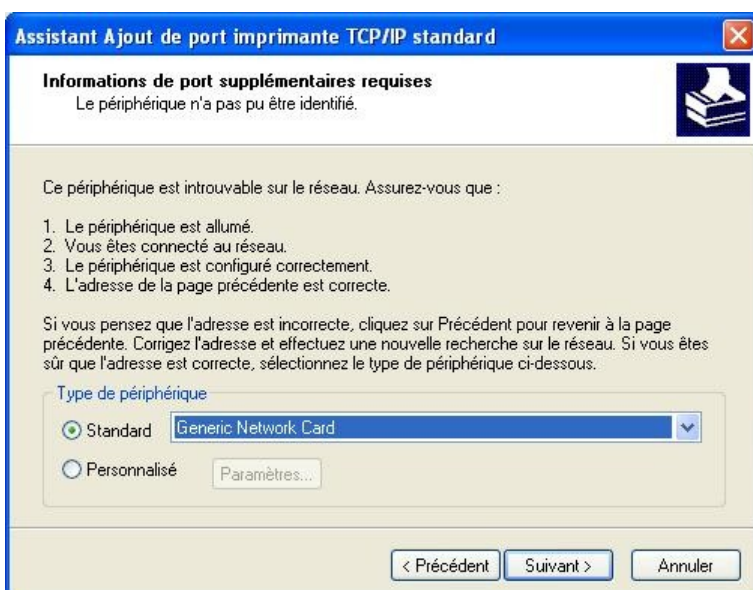 Assistant Ajout de port imprimante TCP/IP standard
Informations de port supplémentaires requises
Le périphérique n'a pas pu être identifié.
Ce périphérique est introuvable sur le réseau. Assurez-vous que :
1. Le périphérique est allumé.
2. Vous êtes connecté au réseau.
3. Le périphérique est configuré correctement.
4. L'adresse de la page précédente est correcte.
Si vous pensez que l'adresse est incorrecte, cliquez sur Précédent pour revenir à la page
précédente. Corrigez l'adresse et effectuez une nouvelle recherche sur le réseau. Si vous êtes
sûr que l'adresse est correcte, sélectionnez le type de périphérique ci-dessous.
Type de périphérique
Standard Generic Network Card
Personnalisé Paramètres...
< Précédent Suivant > Annuler